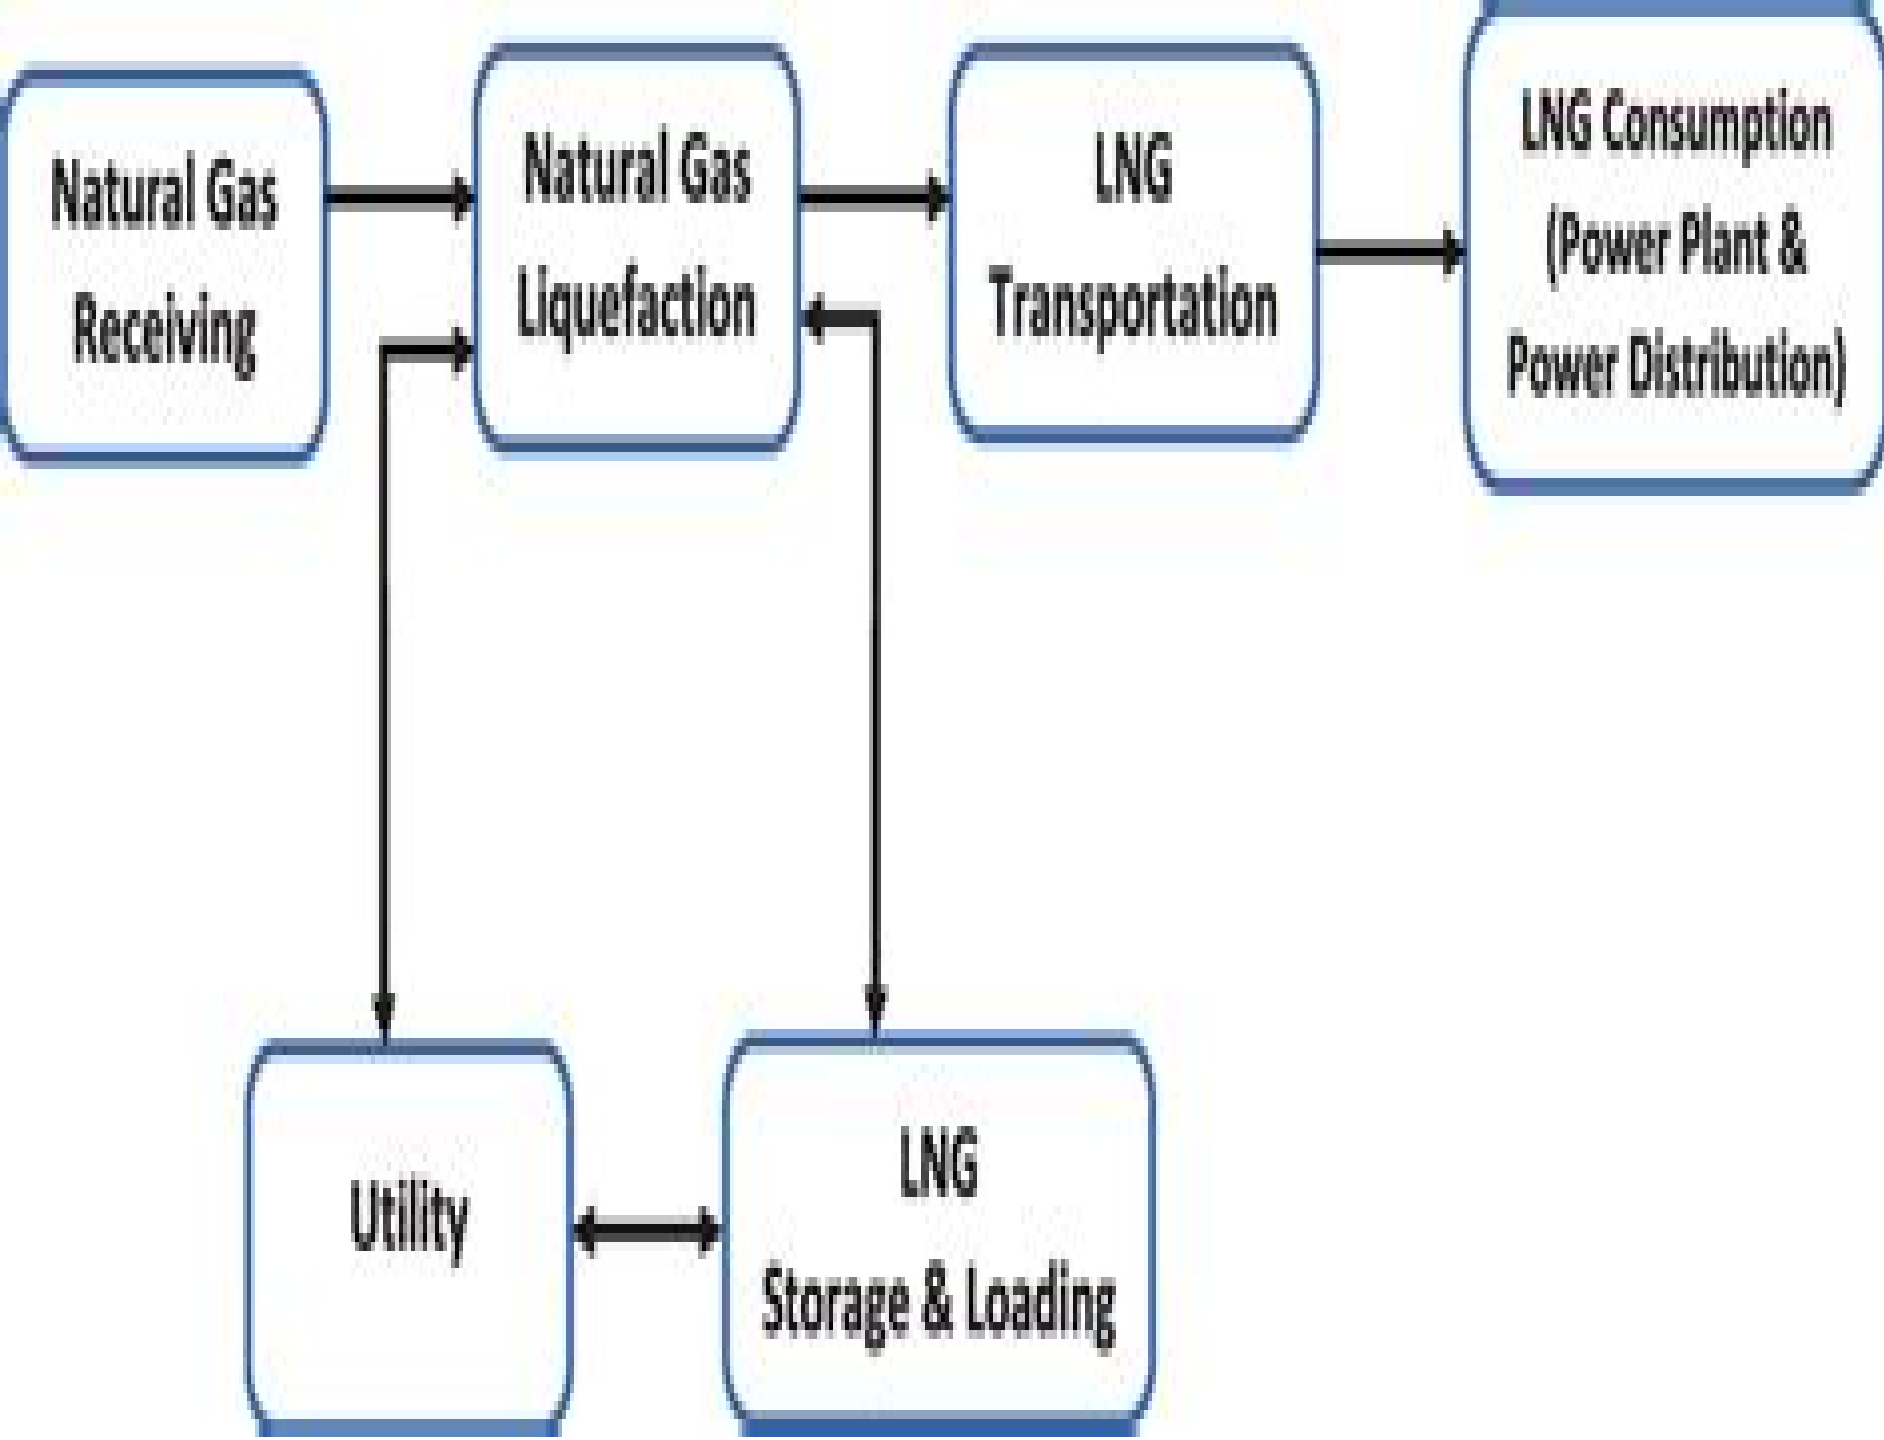 Natural Gas
Receiving
Natural Gas
Liquefaction
LNG
Transportation
LNG Consumption
(Power Plant &
Power Distribution)
Utility
LNG
Storage & Loading